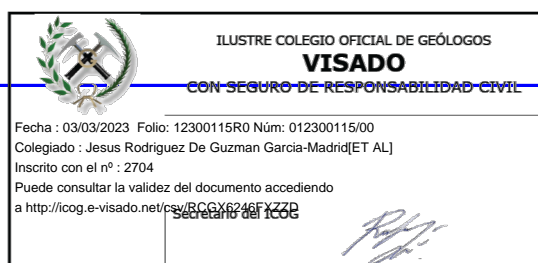 ILUSTRE COLEGIO OFICIAL DE GEÓLOGOS
VISADO
CON SEGURO DE RESPONSABILIDAD CIVIL
Fecha : 03/03/2023 Folio: 12300115R0 Núm: 012300115/00
Colegiado : Jesus Rodriguez De Guzman Garcia-Madrid[ET AL]
Inscrito con el nº : 2704
Puede consultar la validez del documento accediendo
a http://icog.e-visado.net/csv/RCGX6246FXZZD
Secretario del ICOG